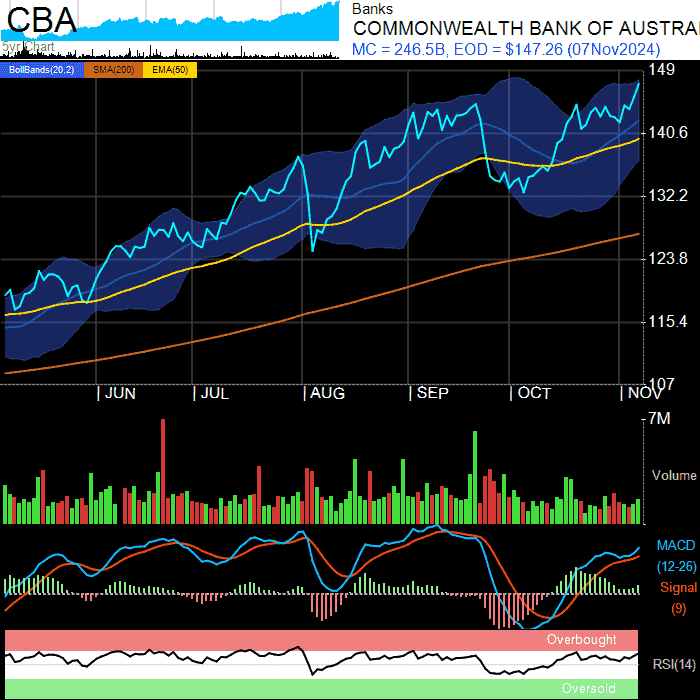 CBA
5yr Chart
Banks
COMMONWEALTH BANK OF AUSTRA
MC = 246.5B, EOD = $147.26 (07Nov2024)
BollBands(20,2) SMA(200) EMA(50)
149
140.6
132.2
123.8
115.4
107
JUN JUL AUG SEP OCT NOV
7M
Volume
MACD
(12-26)
Signal
(9)
Overbought
RSI(14)
Oversold